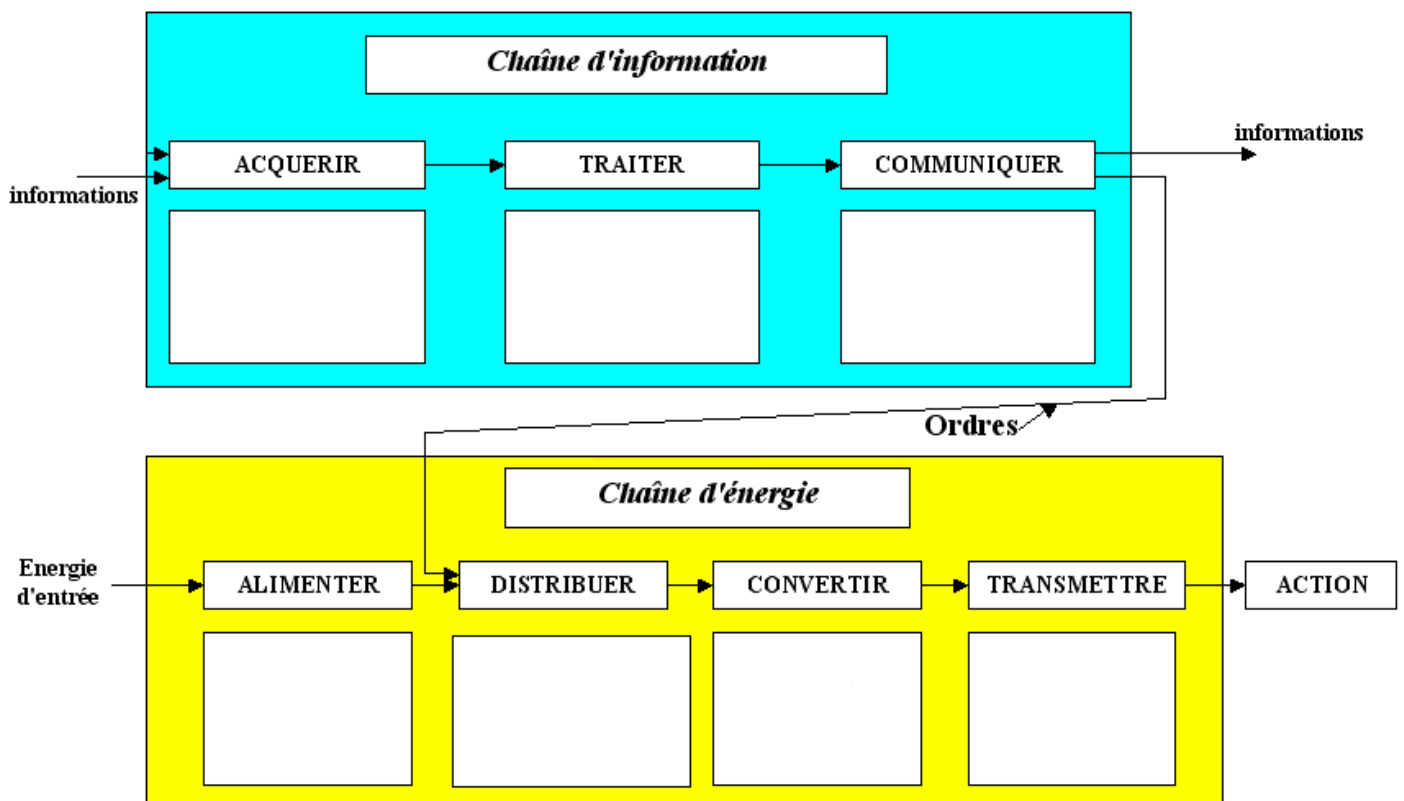 Chaîne d'information
informations
ACQUERIR
TRAITER
COMMUNIQUER
informations
Ordres
Chaîne d'énergie
Energie
d'entrée
ALIMENTER
DISTRIBUER
CONVERTIR
TRANSMETTRE
ACTION